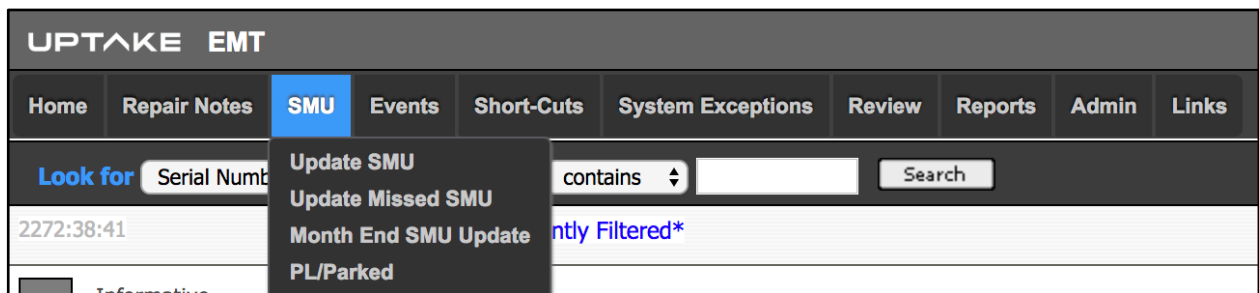 UPTAKE EMT
Home Repair Notes SMU Events Short-Cuts System Exceptions Review Reports Admin Links
Look for Serial Numb contains Search
Update SMU
Update Missed SMU
2272:38:41 ntly Filtered*
Month End SMU Update
PL/Parked
Informative